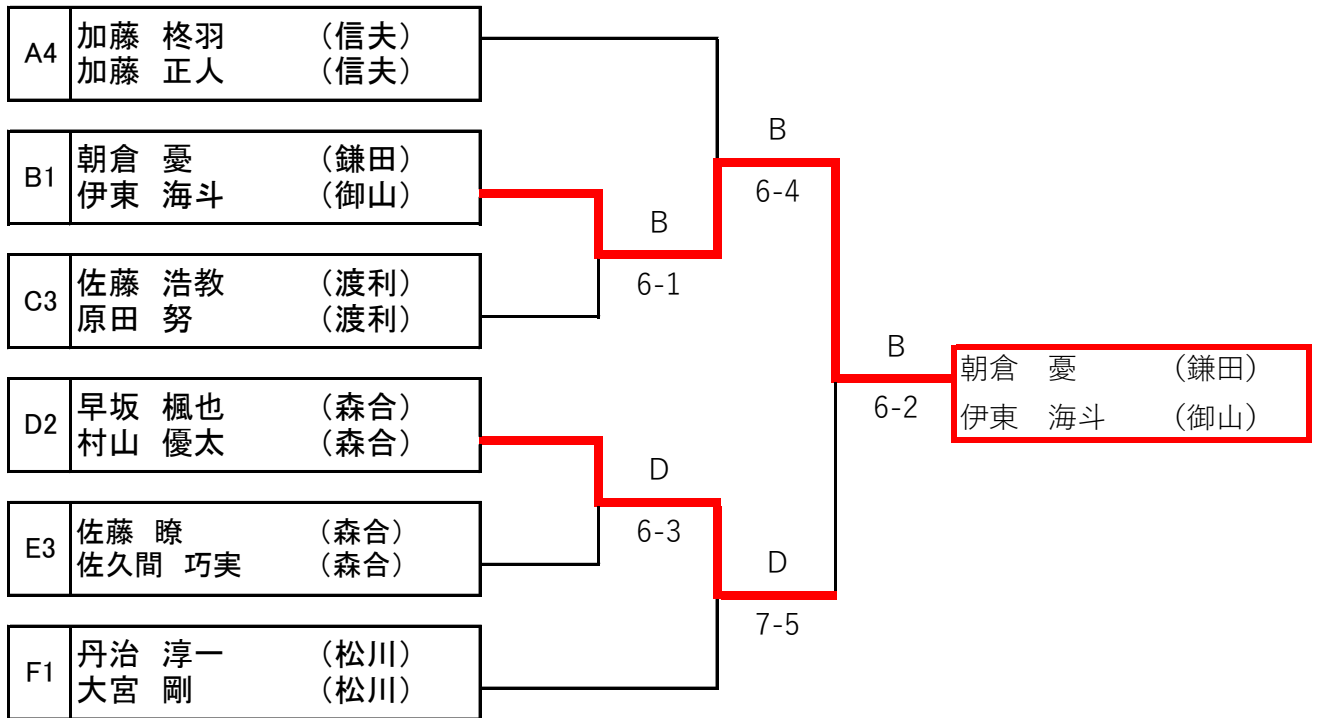 A4 加藤 柊羽 （信夫）
加藤 正人 （信夫）
B1 朝倉 憂 （鎌田）
伊東 海斗 （御山）
C3 佐藤 浩教 （渡利）
原田 努 （渡利）
D2 早坂 楓也 （森合）
村山 優太 （森合）
E3 佐藤 瞭 （森合）
佐久間 巧実 （森合）
F1 丹治 淳一 （松川）
大宮 剛 （松川）
B
6-1
D
6-3
B
6-4
D
7-5
B
6-2
朝倉 憂 （鎌田）
伊東 海斗 （御山）